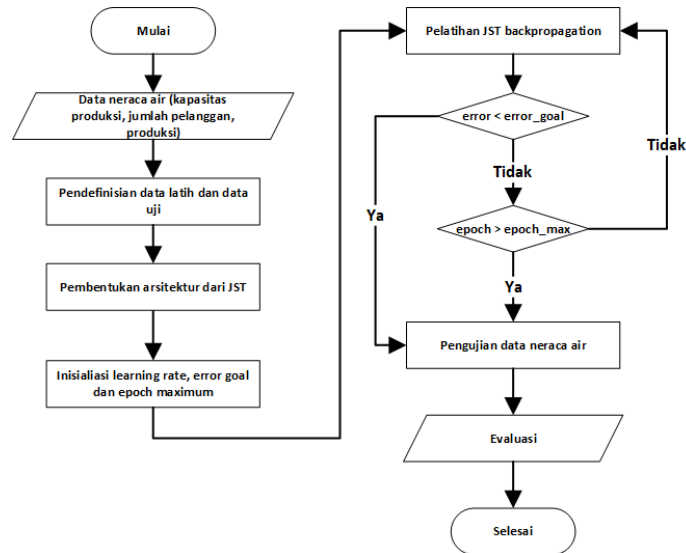 Mulai
Data neraca air (kapasitas
produksi, jumlah pelanggan,
produksi)
Pendefinisian data latih dan data
uji
Pembentukan arsitektur dari JST
Inisialiasi learning rate, error goal
dan epoch maximum
Pelatihan JST backpropagation
error < error_goal
Tidak
Tidak
Ya
epoch > epoch_max
Ya
Pengujian data neraca air
Evaluasi
Selesai